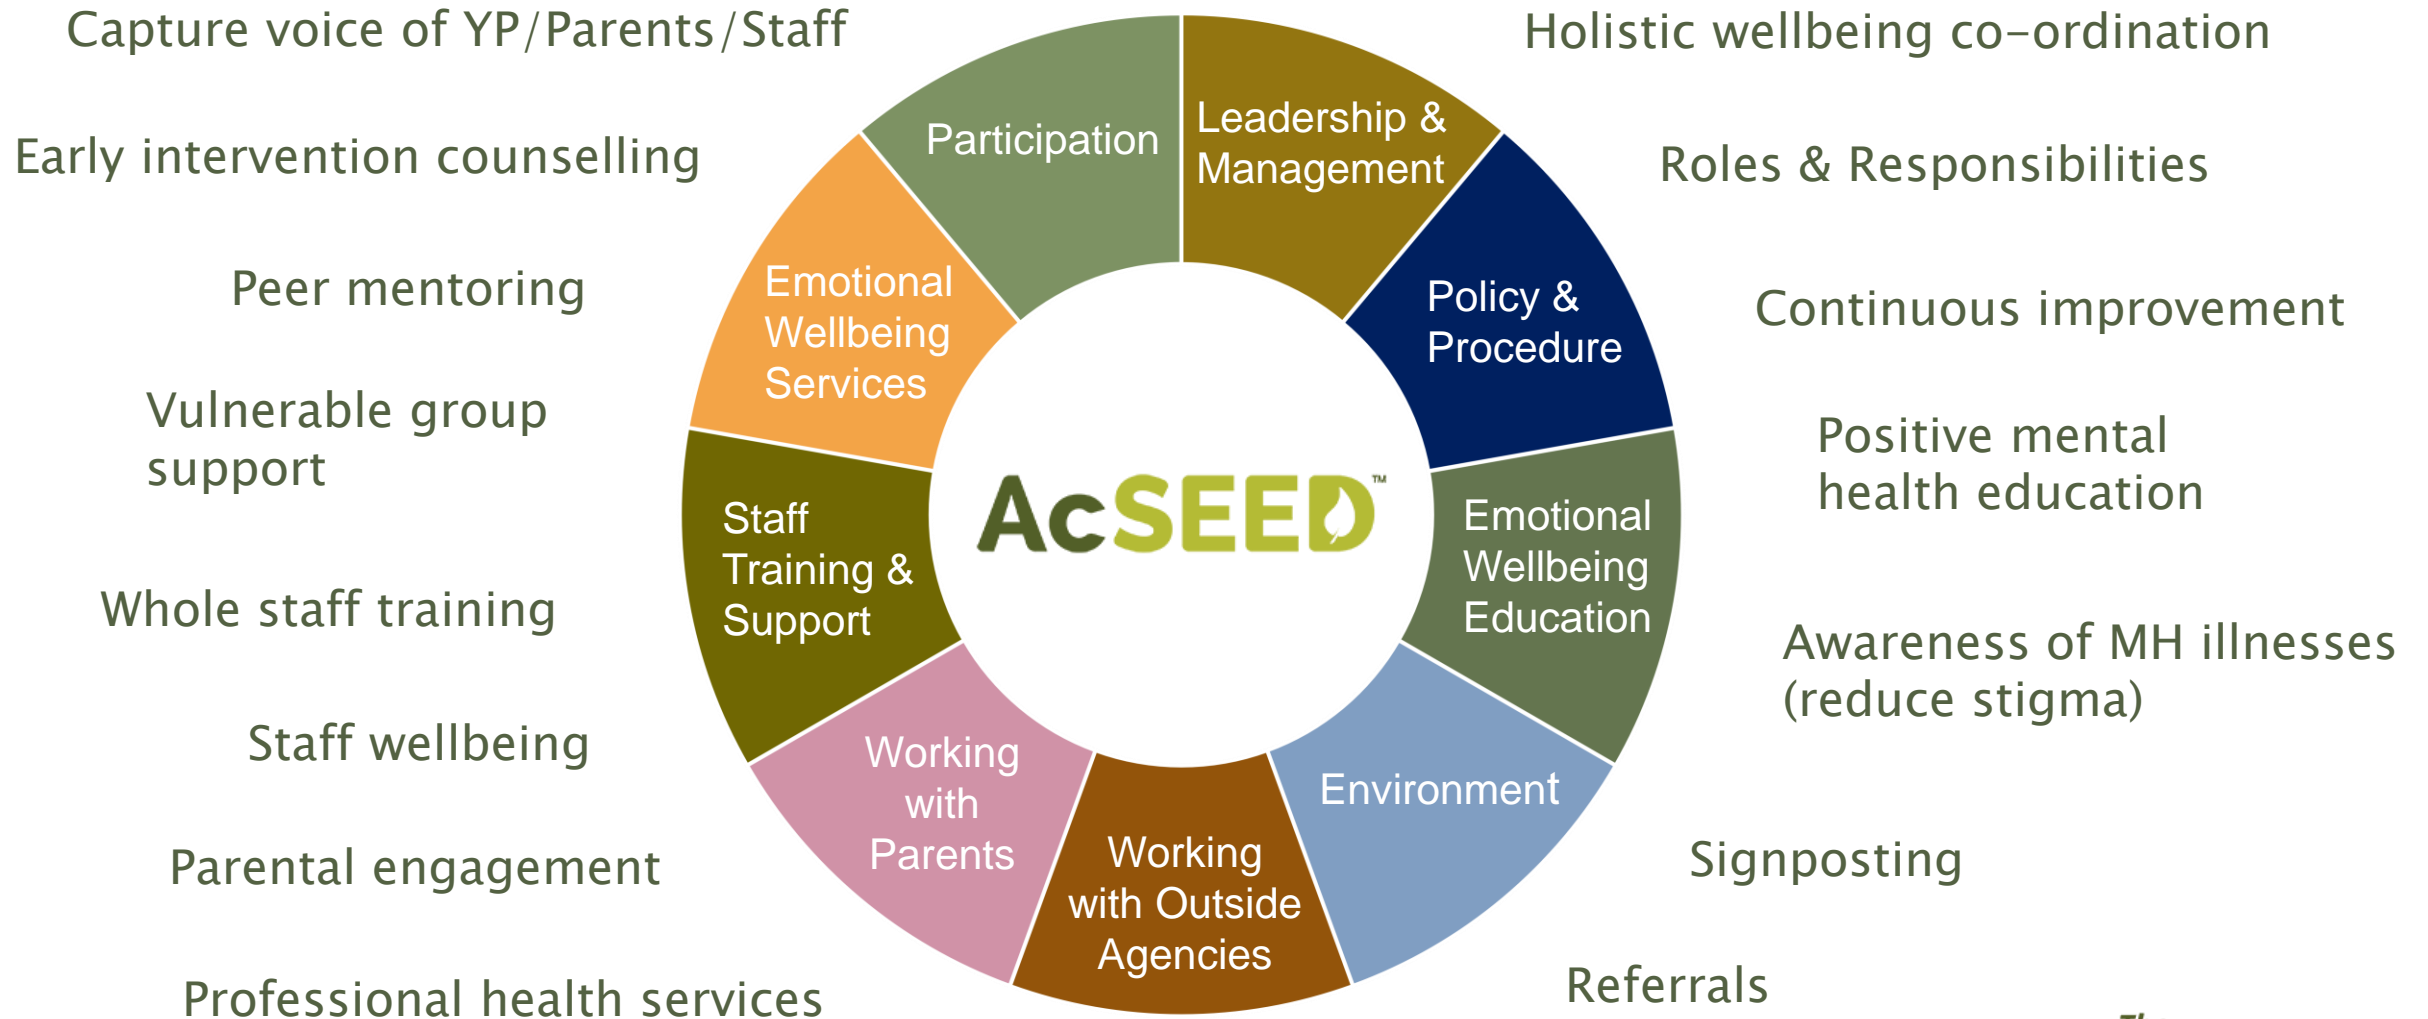 Capture voice of YP/Parents/Staff
Early intervention counselling
Peer mentoring
Vulnerable group
support
Whole staff training
Staff wellbeing
Parental engagement
Professional health services
Participation
Leadership &
Management
Emotional
Wellbeing
Services
Policy &
Procedure
Staff
Training &
Support
AcSEED™
Emotional
Wellbeing
Education
Working
with
Parents
Working
with Outside
Agencies
Environment
Holistic wellbeing co-ordination
Roles & Responsibilities
Continuous improvement
Positive mental
health education
Awareness of MH illnesses
(reduce stigma)
Signposting
Referrals